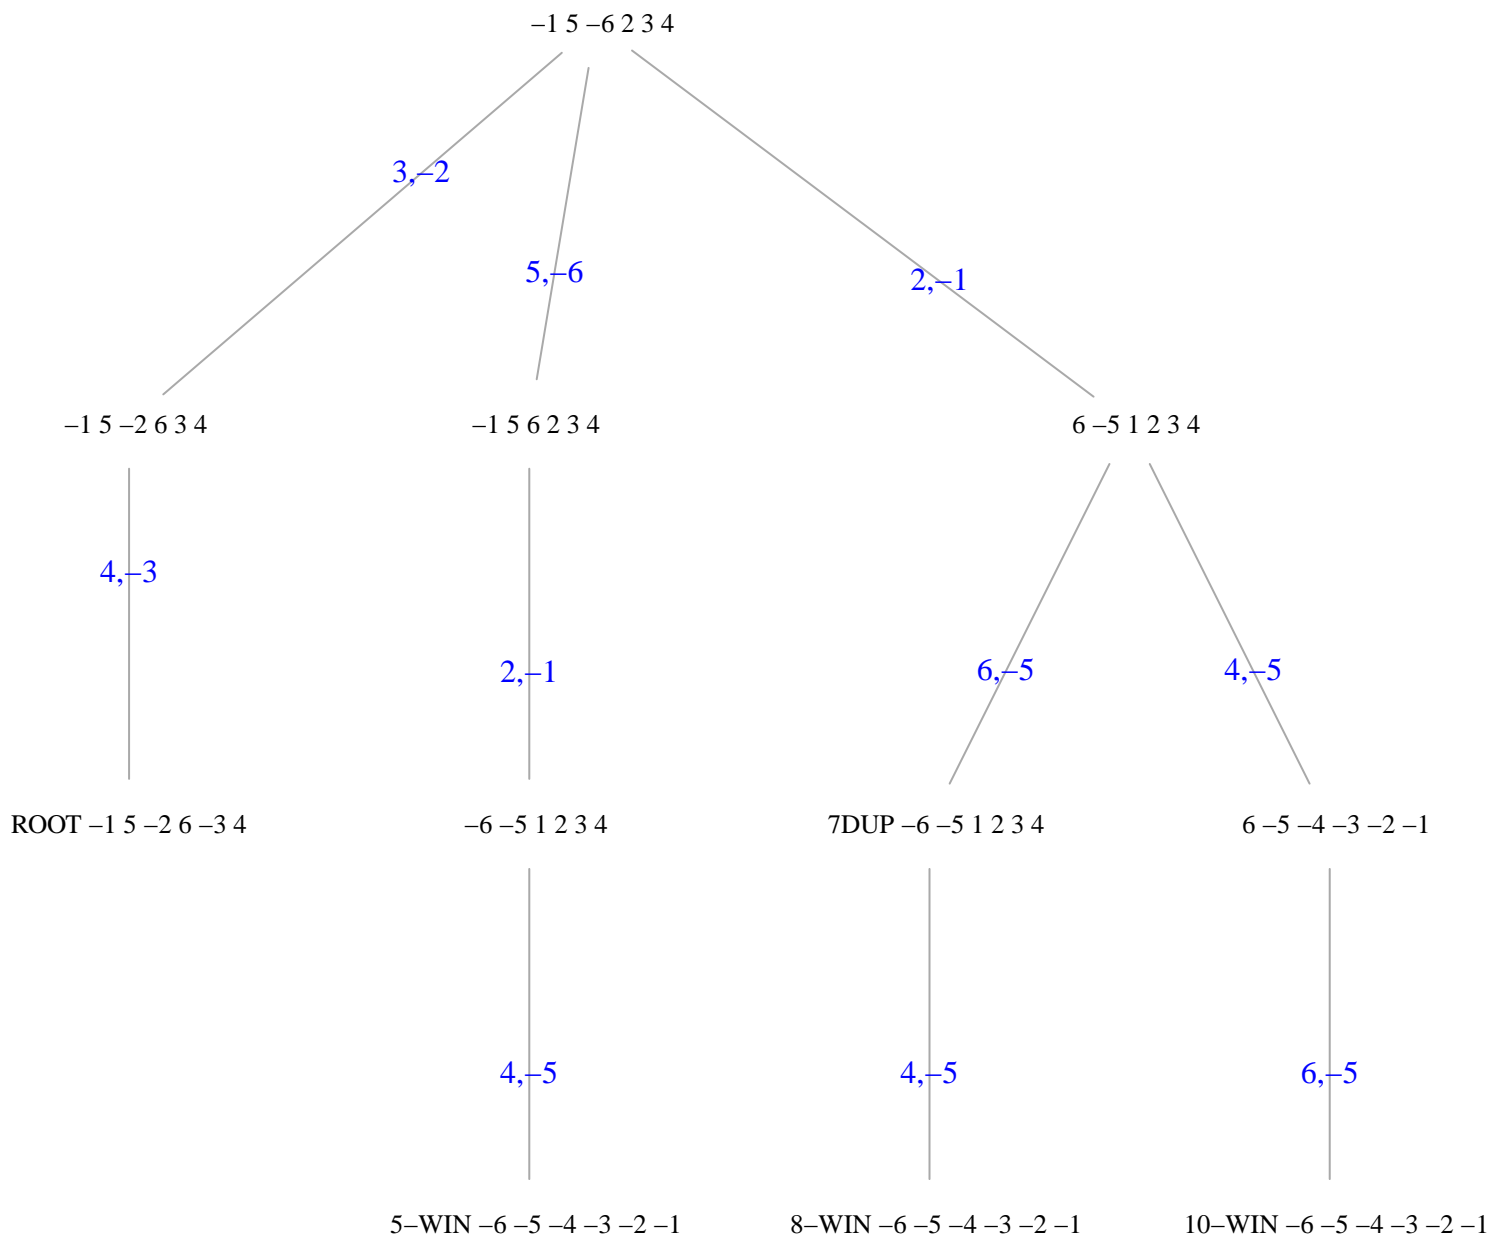 −1 5 −6 2 3 4
3,−2
5,−6
2,−1
−1 5 −2 6 3 4
−1 5 6 2 3 4
6 −5 1 2 3 4
4,−3
2,−1
6,−5
4,−5
ROOT −1 5 −2 6 −3 4
−6 −5 1 2 3 4
7DUP −6 −5 1 2 3 4
6 −5 −4 −3 −2 −1
4,−5
4,−5
6,−5
5−WIN −6 −5 −4 −3 −2 −1
8−WIN −6 −5 −4 −3 −2 −1
10−WIN −6 −5 −4 −3 −2 −1